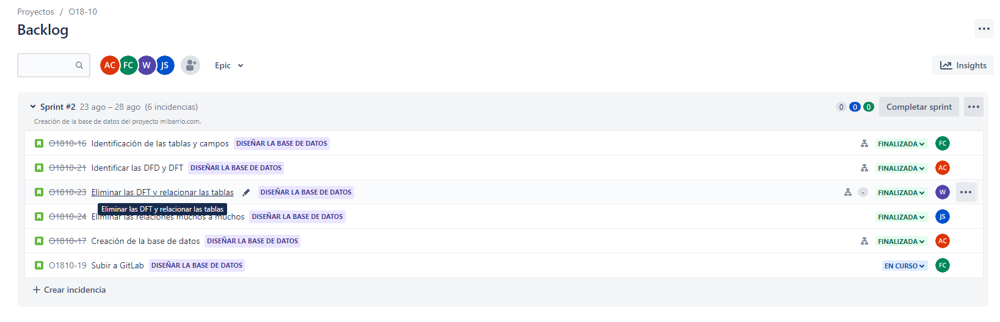 Proyectos / O18-10
Backlog
AC FC W JS Epic Insights
Sprint #2 23 ago – 28 ago (6 incidencias) 0 0 0 Completar sprint
Creación de la base de datos del proyecto mibarrio.com.
O1810-16 Identificación de las tablas y campos DISEÑAR LA BASE DE DATOS FINALIZADA FC
O1810-21 Identificar las DFD y DFT DISEÑAR LA BASE DE DATOS FINALIZADA AC
O1810-23 Eliminar las DFT y relacionar las tablas DISEÑAR LA BASE DE DATOS - FINALIZADA W
Eliminar las DFT y relacionar las tablas
O1810-24 Eliminar las relaciones muchos a muchos DISEÑAR LA BASE DE DATOS FINALIZADA JS
O1810-17 Creación de la base de datos DISEÑAR LA BASE DE DATOS FINALIZADA AC
O1810-19 Subir a GitLab DISEÑAR LA BASE DE DATOS EN CURSO FC
+ Crear incidencia